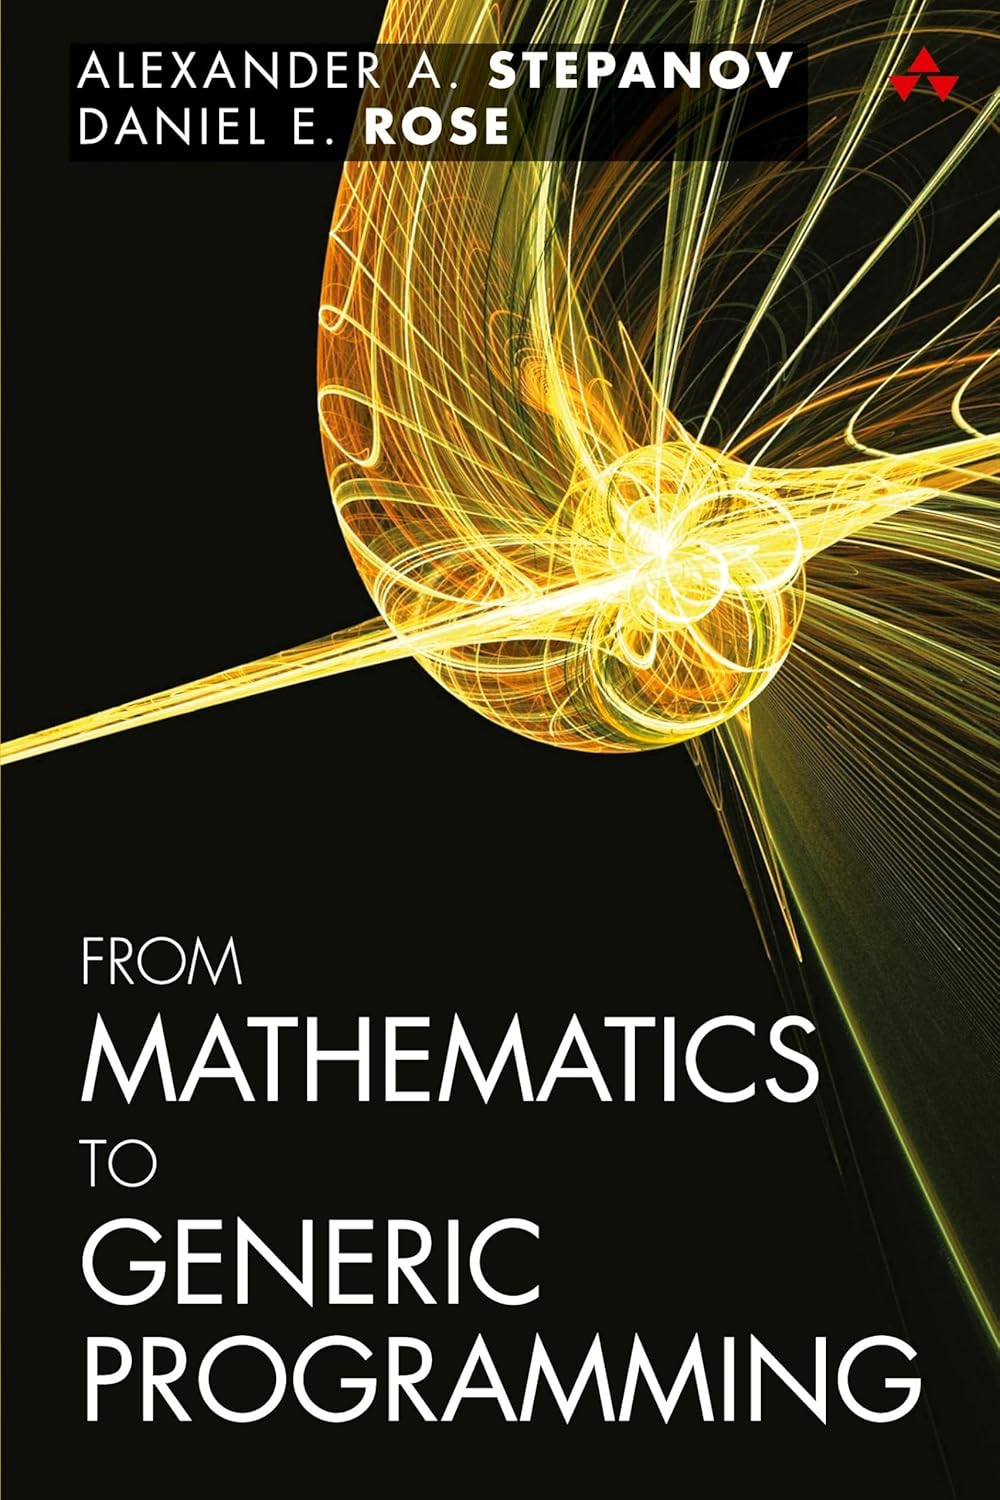 ALEXANDER A. STEPANOV
DANIEL E. ROSE
FROM
MATHEMATICS
TO
GENERIC
PROGRAMMING